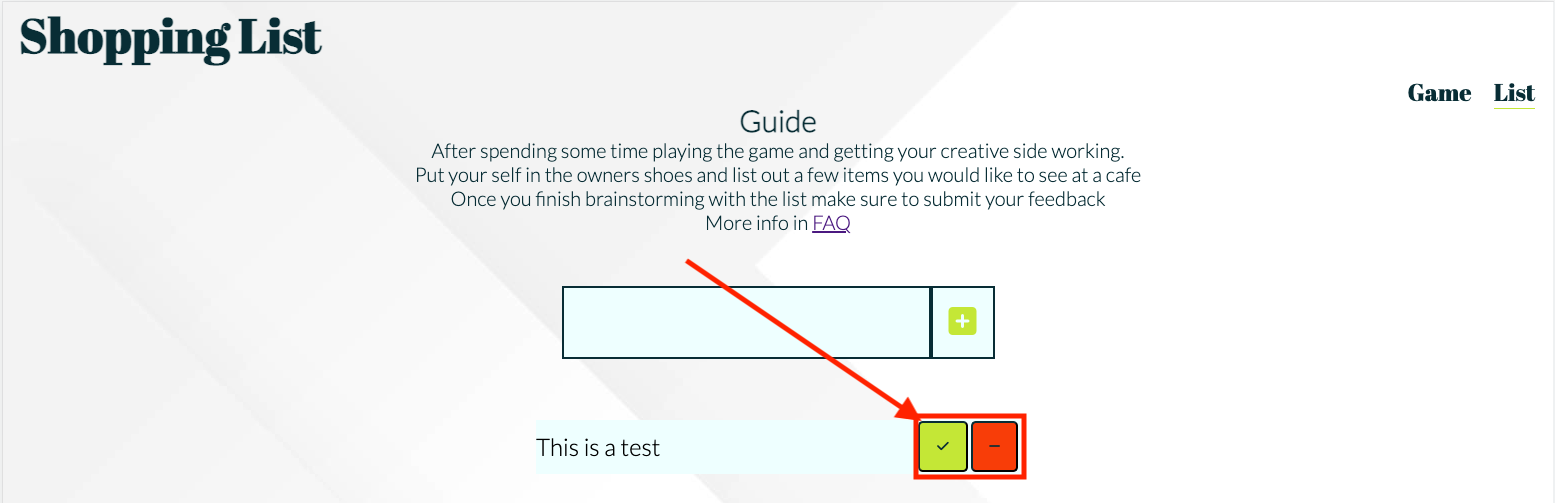 Shopping List
Game List
Guide
After spending some time playing the game and getting your creative side working.
Put your self in the owners shoes and list out a few items you would like to see at a cafe
Once you finish brainstorming with the list make sure to submit your feedback
More info in FAQ
This is a test